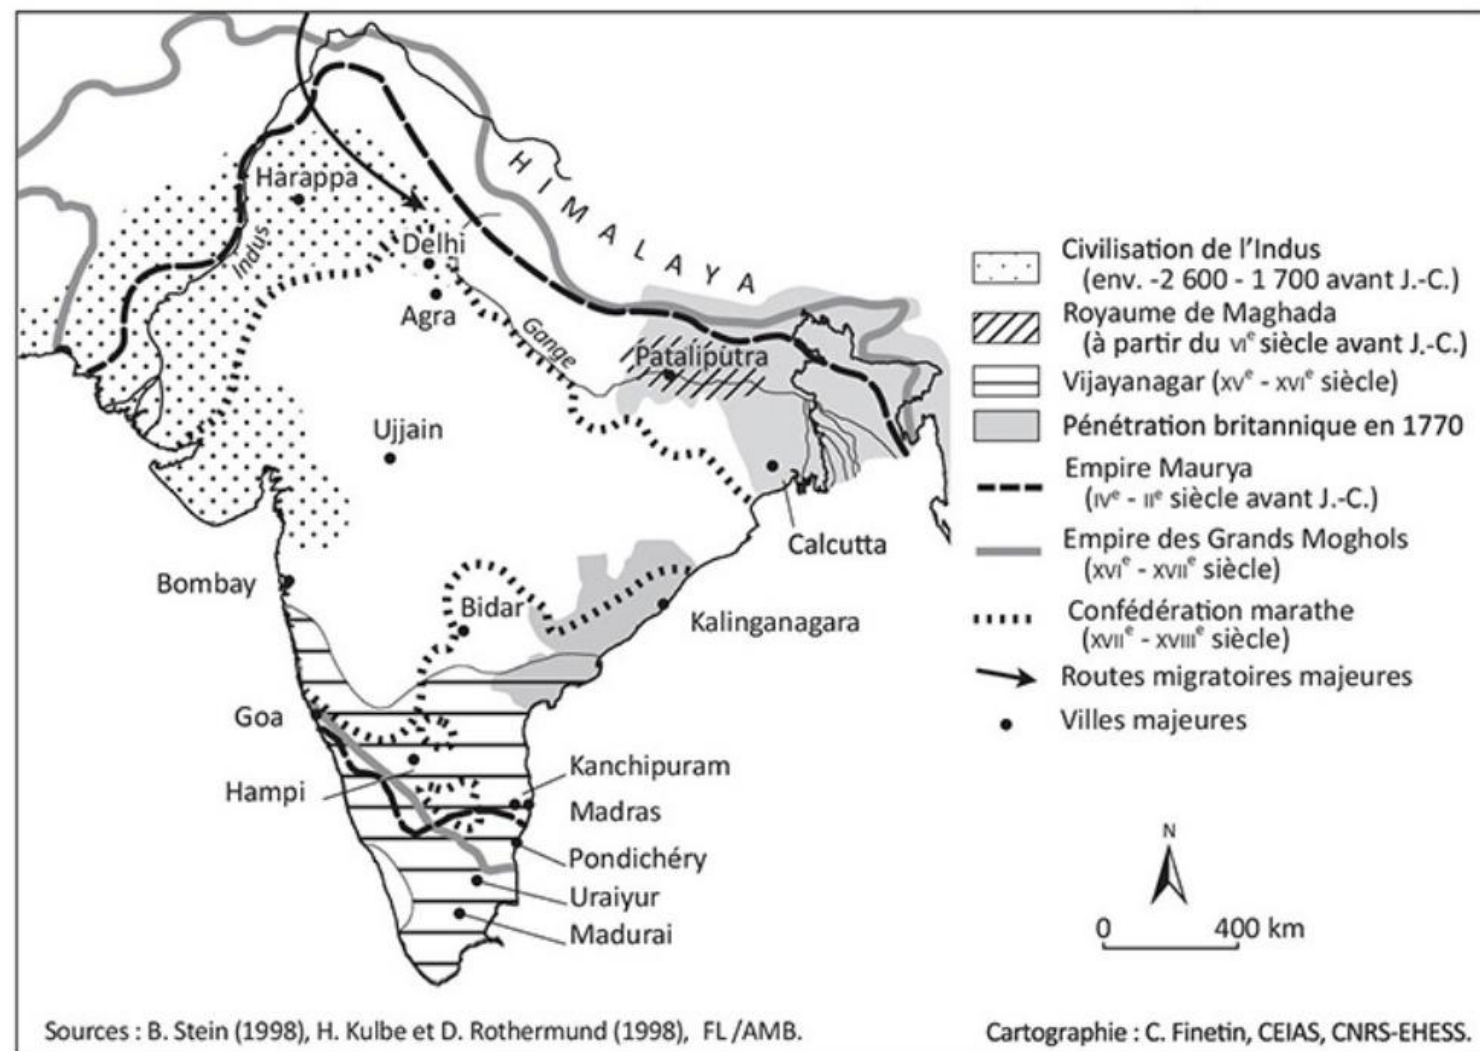 HIMALAYA
Harappa
Indus
Delhi
Agra
Gange
Pataliputra
Ujjain
Calcutta
Bombay
Bidar
Kalinganagara
Goa
Hampi
Kanchipuram
Madras
Pondichéry
Uraiyur
Madurai
Civilisation de l’Indus
(env. -2 600 - 1 700 avant J.-C.)
Royaume de Maghada
(à partir du VIe siècle avant J.-C.)
Vijayanagar (XVe - XVIe siècle)
Pénétration britannique en 1770
Empire Maurya
(IVe - IIe siècle avant J.-C.)
Empire des Grands Moghols
(XVIe - XVIIe siècle)
Confédération marathe
(XVIIe - XVIIIe siècle)
Routes migratoires majeures
Villes majeures
N
0 400 km
Sources : B. Stein (1998), H. Kulbe et D. Rothermund (1998), FL /AMB.
Cartographie : C. Finetin, CEIAS, CNRS-EHESS.